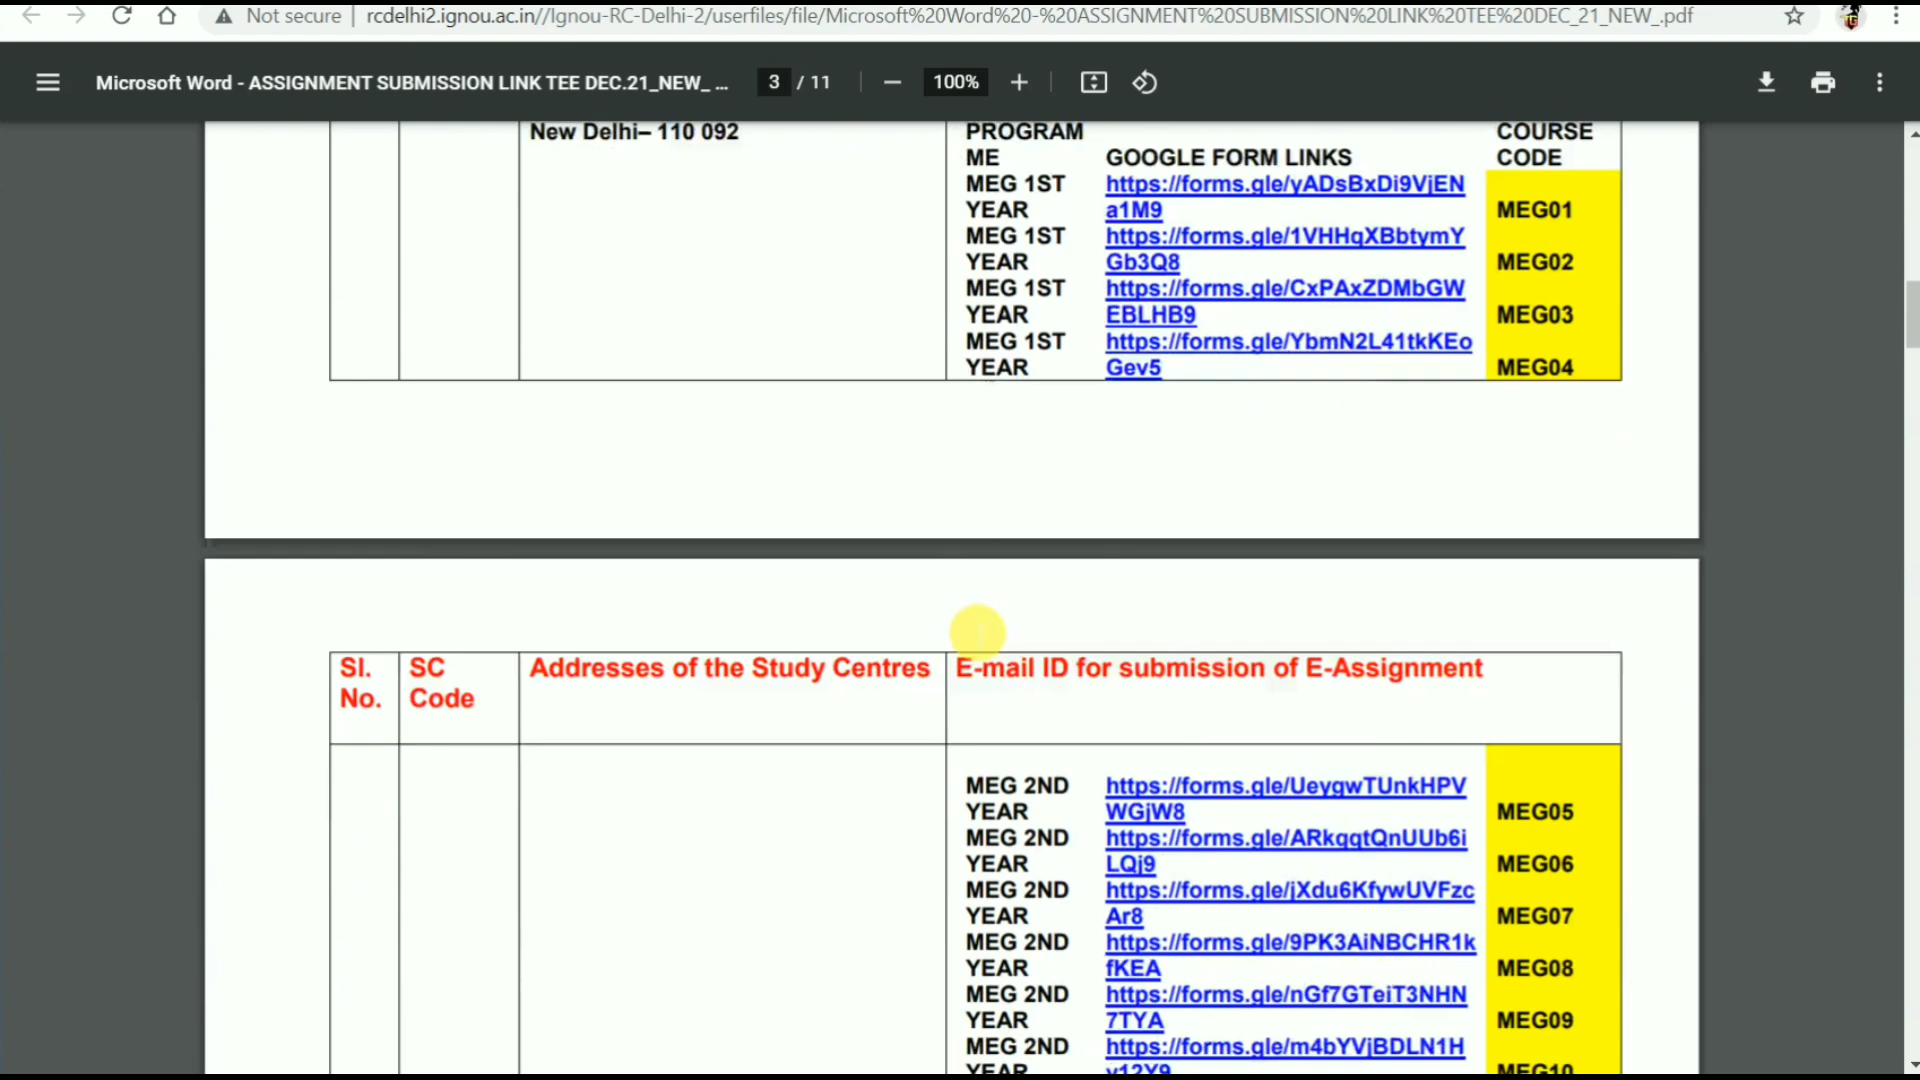 Not secure | rcdelhi2.ignou.ac.in//Ignou-RC-Delhi-2/userfiles/file/Microsoft%20Word%20-%20ASSIGNMENT%20SUBMISSION%20LINK%20TEE%20DEC_21_NEW_.pdf
Microsoft Word - ASSIGNMENT SUBMISSION LINK TEE DEC.21_NEW_ ... 3 / 11 100%
New Delhi– 110 092 PROGRAM COURSE
ME GOOGLE FORM LINKS CODE
MEG 1ST https://forms.gle/yADsBxDi9VjEN
YEAR a1M9 MEG01
MEG 1ST https://forms.gle/1VHHqXBbtymY
YEAR Gb3Q8 MEG02
MEG 1ST https://forms.gle/CxPAxZDMbGW
YEAR EBLHB9 MEG03
MEG 1ST https://forms.gle/YbmN2L41tkKEo
YEAR Gev5 MEG04
Sl. SC Addresses of the Study Centres E-mail ID for submission of E-Assignment
No. Code
MEG 2ND https://forms.gle/UeygwTUnkHPV
YEAR WGjW8 MEG05
MEG 2ND https://forms.gle/ARkqqtQnUUb6i
YEAR LQj9 MEG06
MEG 2ND https://forms.gle/jXdu6KfywUVFzc
YEAR Ar8 MEG07
MEG 2ND https://forms.gle/9PK3AiNBCHR1k
YEAR fKEA MEG08
MEG 2ND https://forms.gle/nGf7GTeiT3NHN
YEAR 7TYA MEG09
MEG 2ND https://forms.gle/m4bYVjBDLN1H
YEAR y12Y9 MEG10